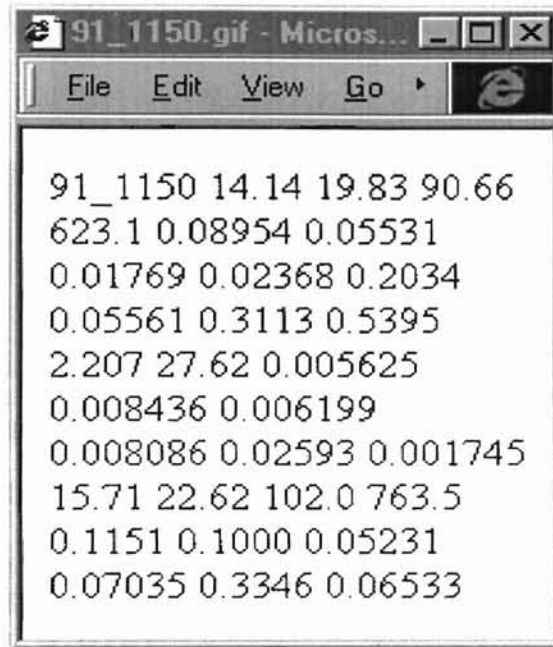 91_1150.gif - Micros...
File Edit View Go
91_1150 14.14 19.83 90.66
623.1 0.08954 0.05531
0.01769 0.02368 0.2034
0.05561 0.3113 0.5395
2.207 27.62 0.005625
0.008436 0.006199
0.008086 0.02593 0.001745
15.71 22.62 102.0 763.5
0.1151 0.1000 0.05231
0.07035 0.3346 0.06533